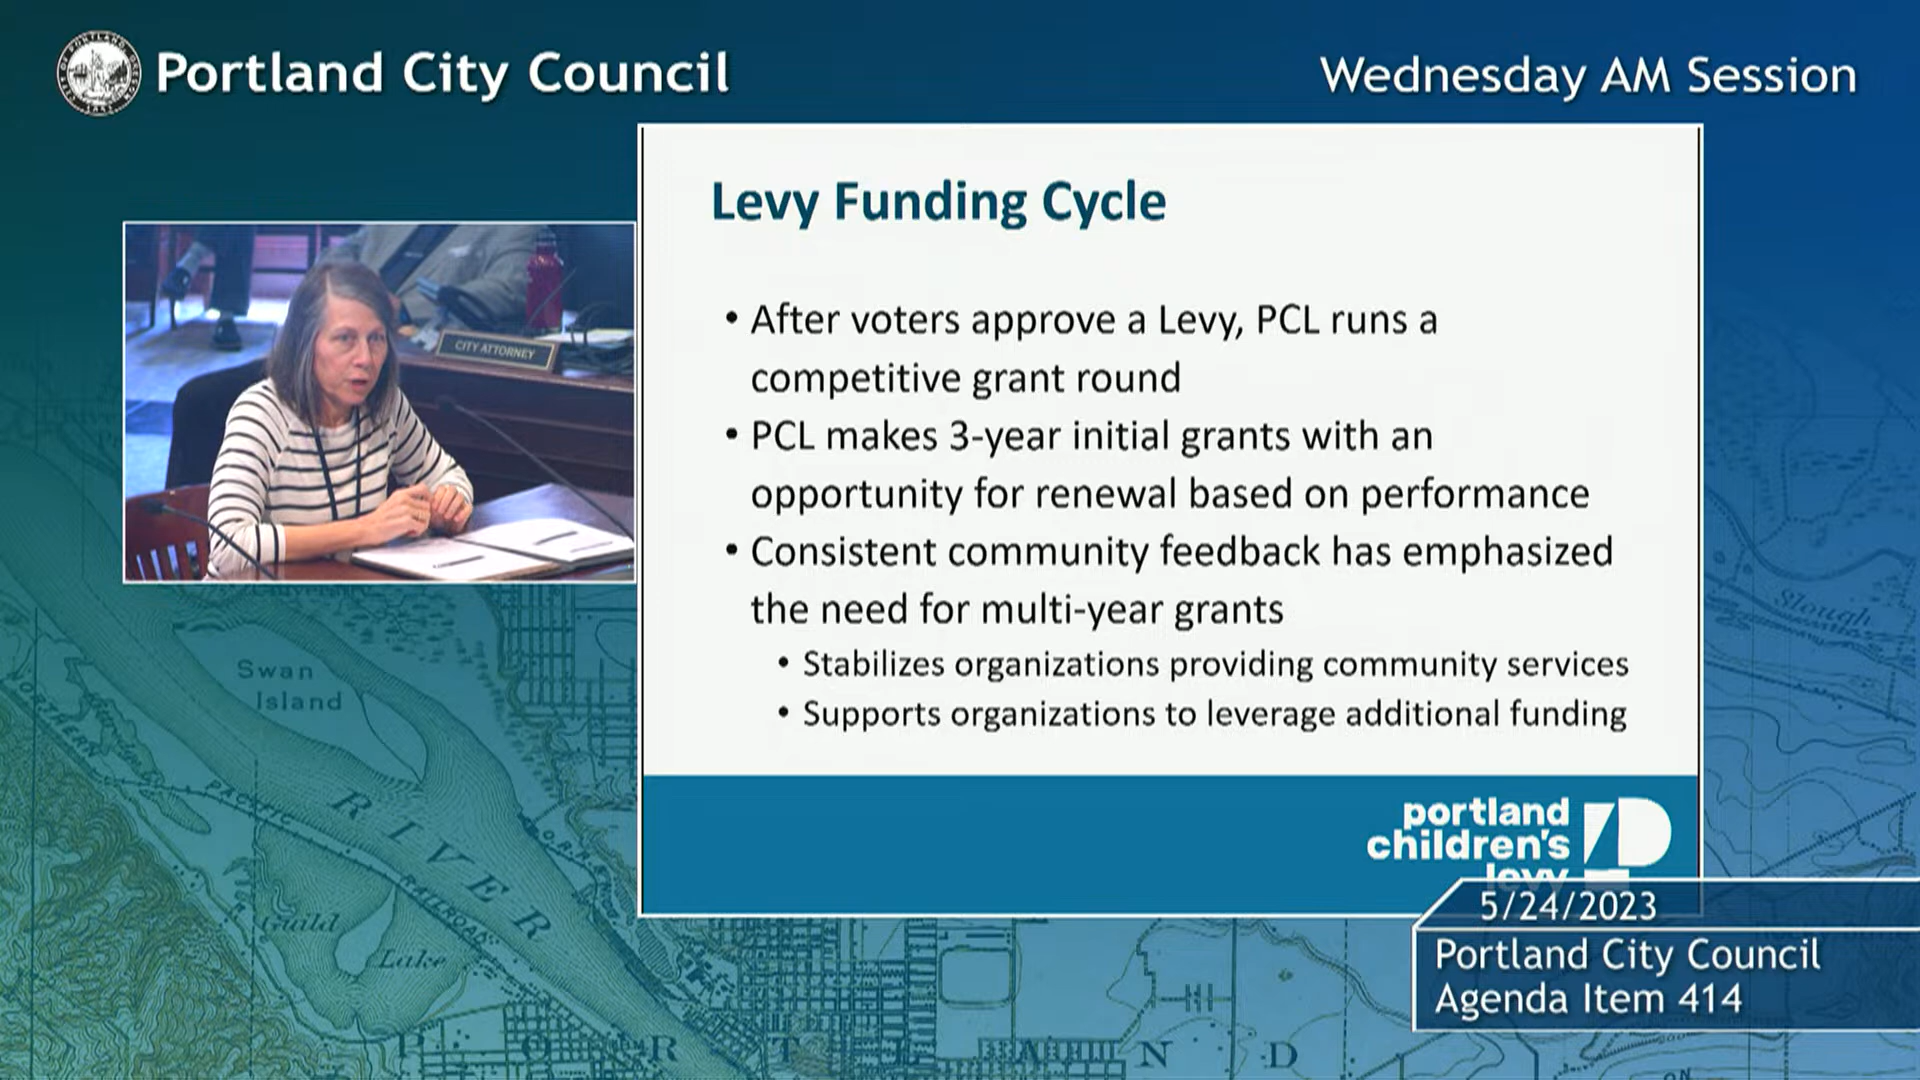 Portland City Council
Wednesday AM Session
Levy Funding Cycle
• After voters approve a Levy, PCL runs a
competitive grant round
• PCL makes 3-year initial grants with an
opportunity for renewal based on performance
• Consistent community feedback has emphasized
the need for multi-year grants
• Stabilizes organizations providing community services
• Supports organizations to leverage additional funding
CITY ATTORNEY
portland
children's
levy
5/24/2023
Portland City Council
Agenda Item 414
Swan
Island
Slough
PACIFIC
RAILROAD
RIVER
Guild
Lake
P O R T L A N D